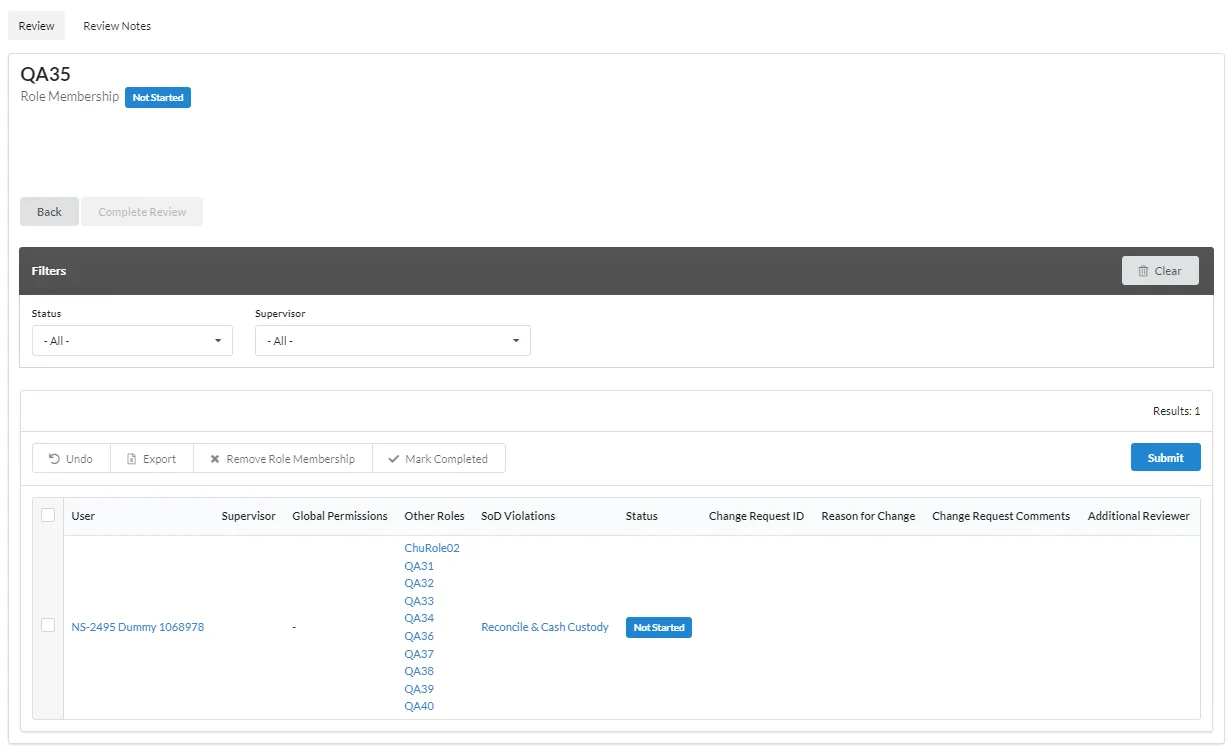 Review Review Notes
QA35
Role Membership Not Started
Back Complete Review
Filters Clear
Status Supervisor
- All - - All -
Results: 1
Undo Export Remove Role Membership Mark Completed Submit
User Supervisor Global Permissions Other Roles SoD Violations Status Change Request ID Reason for Change Change Request Comments Additional Reviewer
ChuRole02
QA31
QA32
QA33
QA34
NS-2495 Dummy 1068978 - Reconcile & Cash Custody Not Started
QA36
QA37
QA38
QA39
QA40